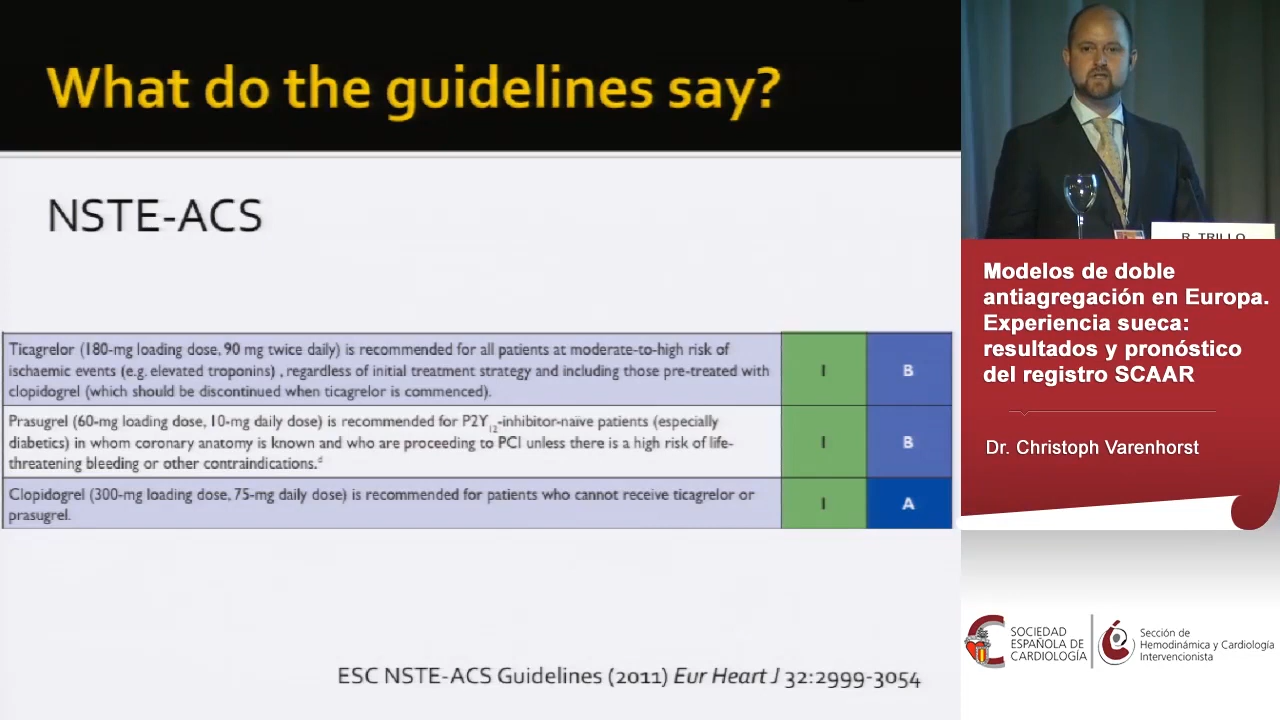 What do the guidelines say?
NSTE-ACS
Ticagrelor (180-mg loading dose, 90 mg twice daily) is recommended for all patients at moderate-to-high risk of
ischaemic events (e.g. elevated troponins) , regardless of initial treatment strategy and including those pre-treated with
clopidogrel (which should be discontinued when ticagrelor is commenced).
I
B
Prasugrel (60-mg loading dose, 10-mg daily dose) is recommended for P2Y12-inhibitor-naïve patients (especially
diabetics) in whom coronary anatomy is known and who are proceeding to PCI unless there is a high risk of life-
threatening bleeding or other contraindications.d
I
B
Clopidogrel (300-mg loading dose, 75-mg daily dose) is recommended for patients who cannot receive ticagrelor or
prasugrel.
I
A
ESC NSTE-ACS Guidelines (2011) Eur Heart J 32:2999-3054
R. TRILLO
Modelos de doble
antiagregación en Europa.
Experiencia sueca:
resultados y pronóstico
del registro SCAAR
Dr. Christoph Varenhorst
SOCIEDAD
ESPAÑOLA DE
CARDIOLOGÍA
Sección de
Hemodinámica y Cardiología
Intervencionista